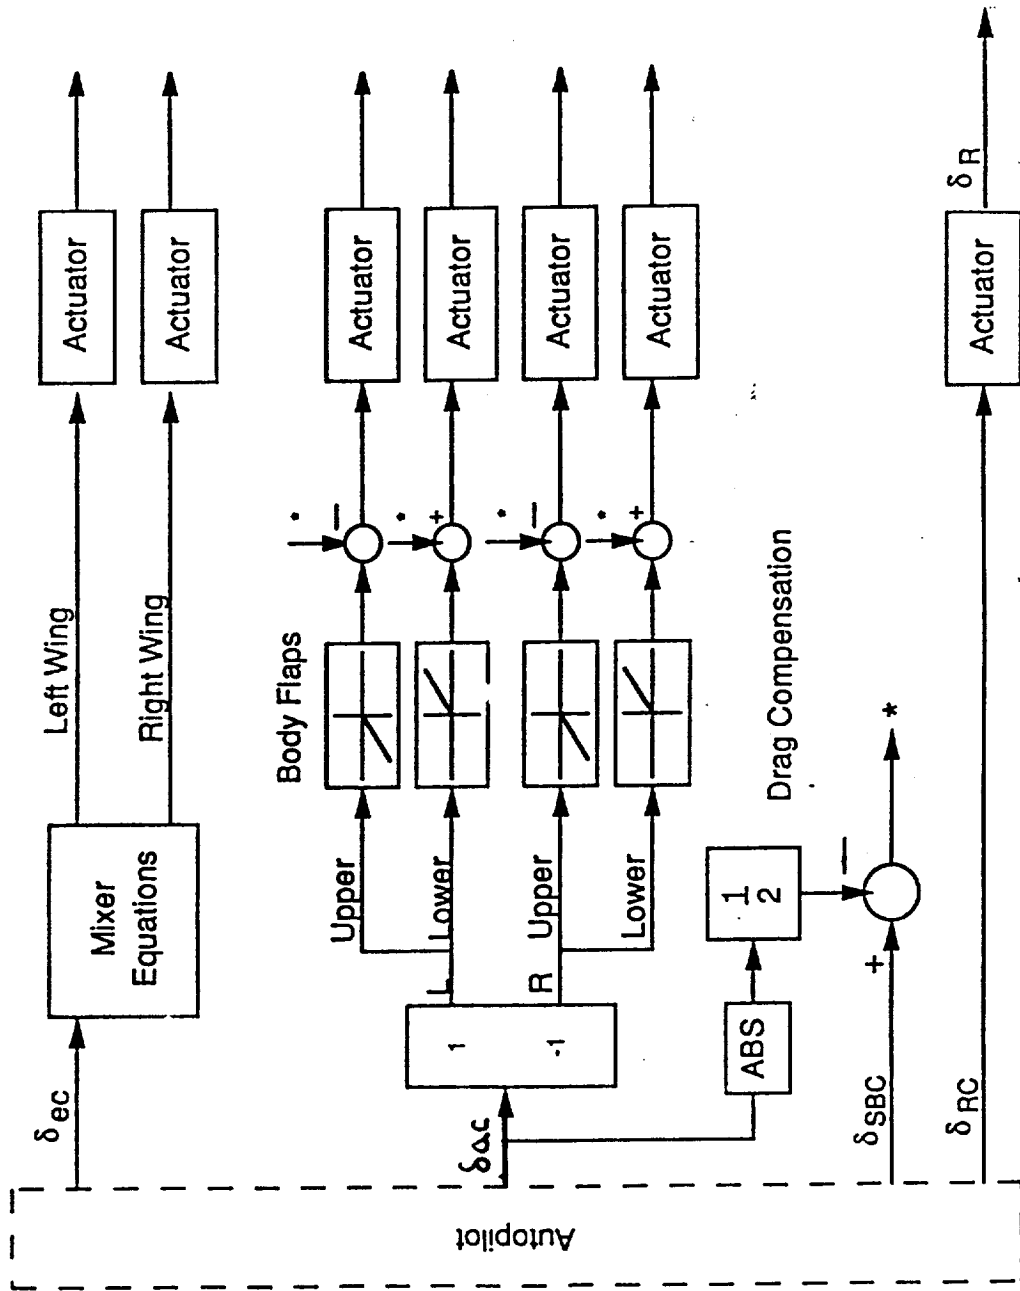 Autopilot
δec
Mixer
Equations
Left Wing
Right Wing
Actuator
Actuator
δac
1
-1
L
R
Upper
Lower
Upper
Lower
Body Flaps
*
−
*
+
*
−
*
+
Actuator
Actuator
Actuator
Actuator
ABS
1
2
Drag Compensation
δSBC
+
−
*
δRC
Actuator
δR